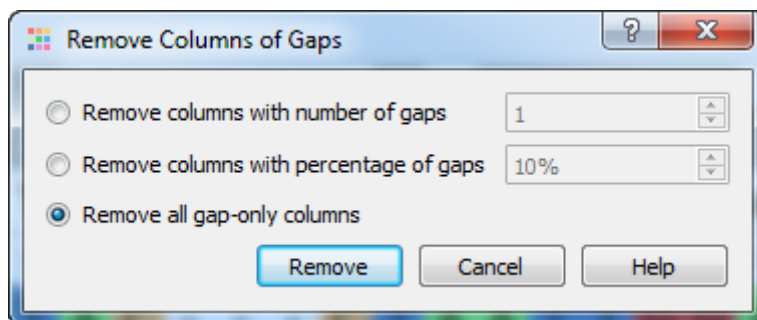 Remove Columns of Gaps
?
Remove columns with number of gaps 1
Remove columns with percentage of gaps 10%
Remove all gap-only columns
Remove Cancel Help